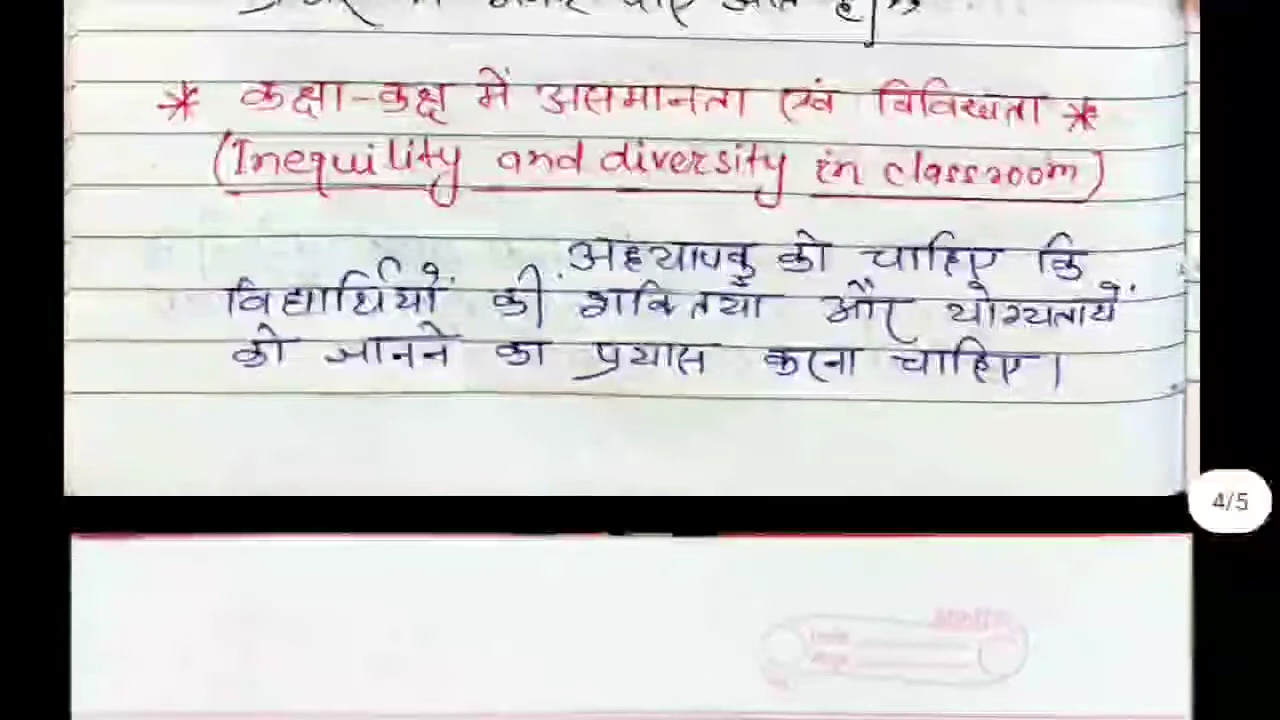 * कक्षा-कक्ष में असमानता एवं विविधता *
(Inequility and diversity in classroom)
अध्यापक को चाहिए कि
विद्यार्थियों की शक्तियों और योग्यतायें
को जानने का प्रयास करना चाहिए।
4/5